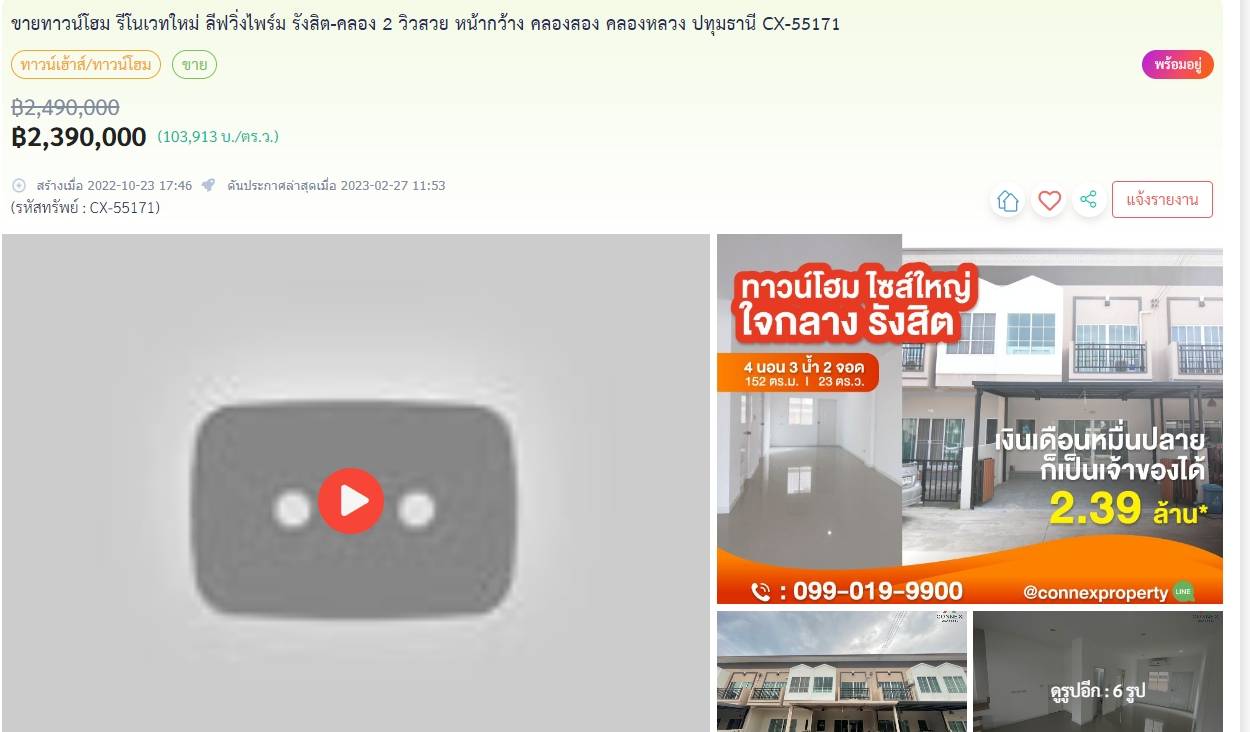 ขายทาวน์โฮม รีโนเวทใหม่ ลีฟวิ่งไพร์ม รังสิต-คลอง 2 วิวสวย หน้ากว้าง คลองสอง คลองหลวง ปทุมธานี CX-55171
ทาวน์เฮ้าส์/ทาวน์โฮม ขาย พร้อมอยู่
฿2,490,000
฿2,390,000 (103,913 บ./ตร.ว.)
สร้างเมื่อ 2022-10-23 17:46 ดันประกาศล่าสุดเมื่อ 2023-02-27 11:53
(รหัสทรัพย์ : CX-55171)
แจ้งรายงาน
ทาวน์โฮม ไซส์ใหญ่
ใจกลาง รังสิต
4 นอน 3 น้ำ 2 จอด
152 ตร.ม. | 23 ตร.ว.
เงินเดือนหมื่นปลาย
ก็เป็นเจ้าของได้
2.39 ล้าน*
: 099-019-9900 @connexproperty LINE
CONNEX
CONNEX
ดูรูปอีก : 6 รูป